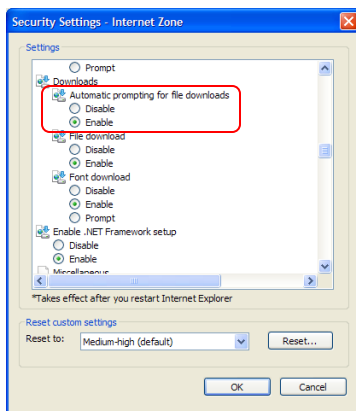 Security Settings - Internet Zone
Settings
Prompt
Downloads
Automatic prompting for file downloads
Disable
Enable
File download
Disable
Enable
Font download
Disable
Enable
Prompt
Enable .NET Framework setup
Disable
Enable
Miscellaneous
*Takes effect after you restart Internet Explorer
Reset custom settings
Reset to: Medium-high (default) Reset...
OK Cancel